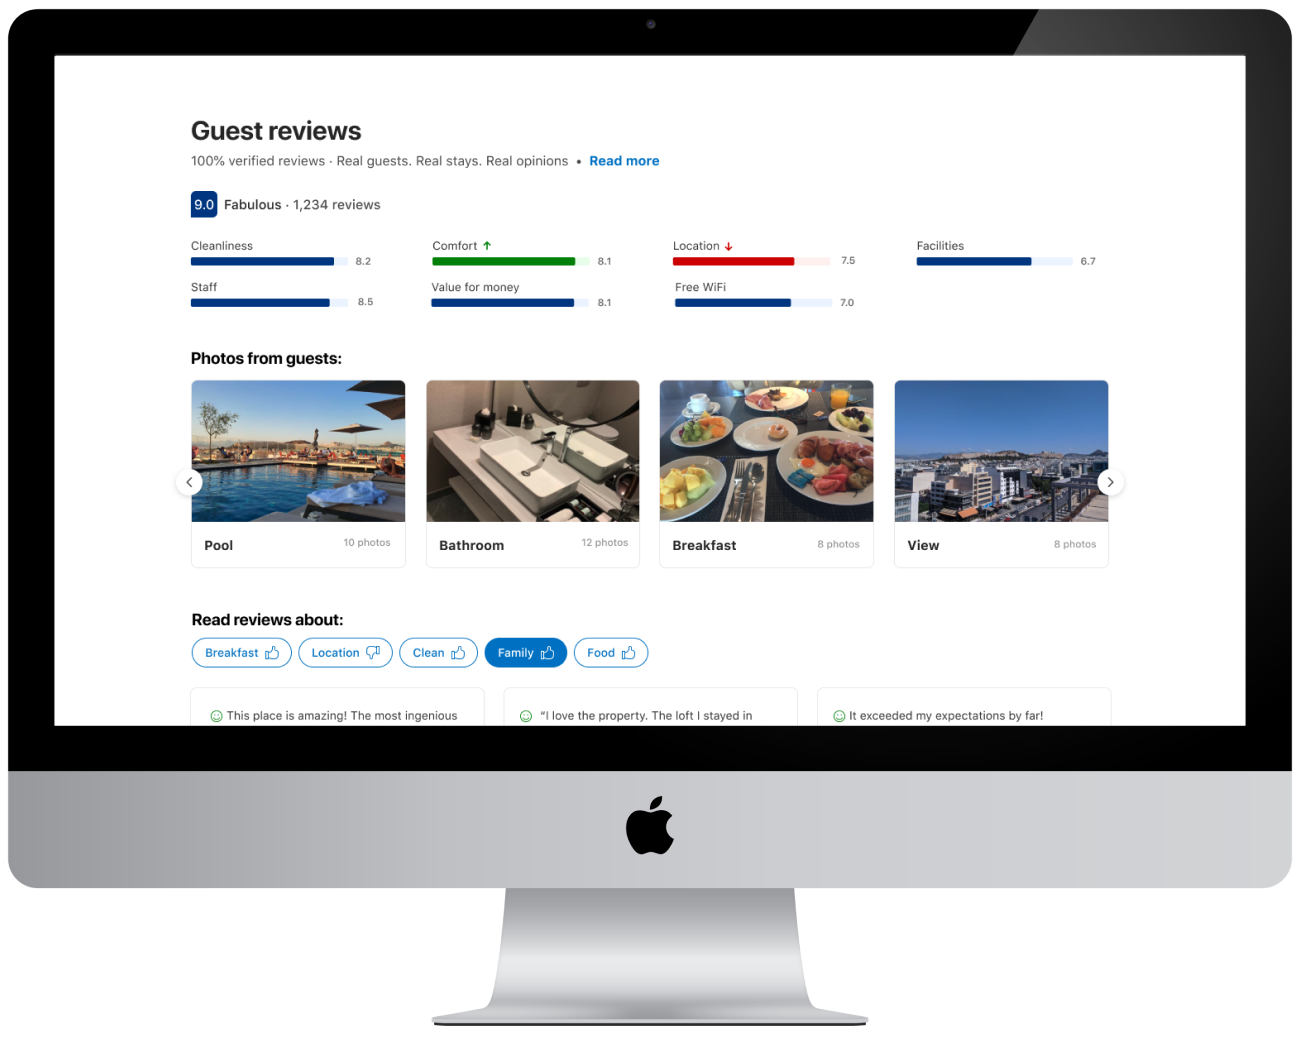 Guest reviews
100% verified reviews · Real guests. Real stays. Real opinions • Read more
9.0 Fabulous · 1,234 reviews
Cleanliness
8.2
Comfort
8.1
Location
7.5
Facilities
6.7
Staff
8.5
Value for money
8.1
Free WiFi
7.0
Photos from guests:
Pool 10 photos
Bathroom 12 photos
Breakfast 8 photos
View 8 photos
Read reviews about:
Breakfast
Location
Clean
Family
Food
This place is amazing! The most ingenious
“I love the property. The loft I stayed in
It exceeded my expectations by far!